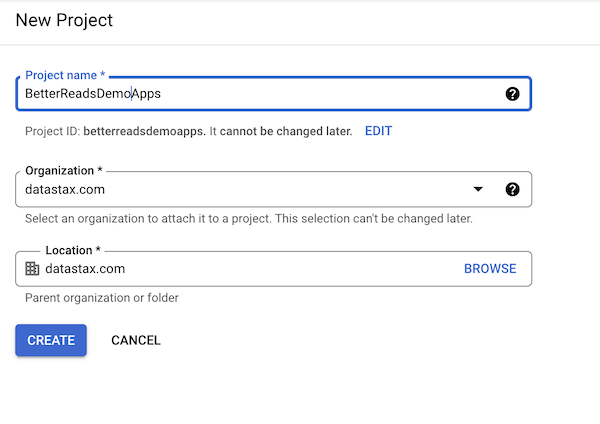 New Project
Project name *
BetterReadsDemoApps
Project ID: betterreadsdemoapps. It cannot be changed later. EDIT
Organization *
datastax.com
Select an organization to attach it to a project. This selection can't be changed later.
Location *
datastax.com BROWSE
Parent organization or folder
CREATE CANCEL